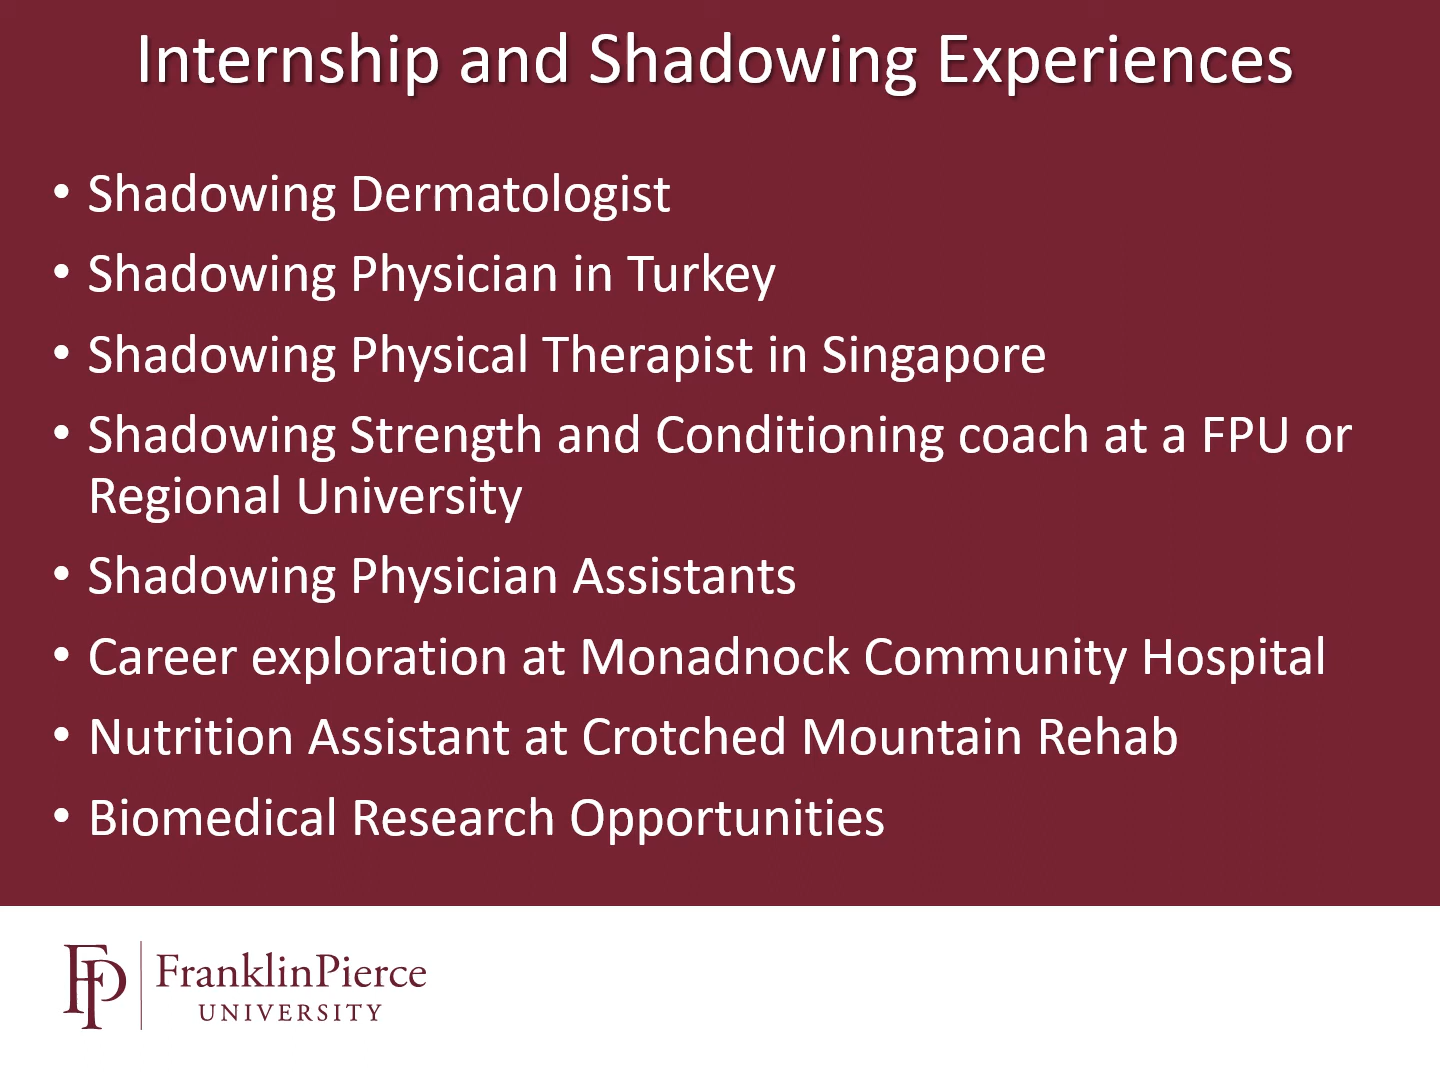 Internship and Shadowing Experiences
• Shadowing Dermatologist
• Shadowing Physician in Turkey
• Shadowing Physical Therapist in Singapore
• Shadowing Strength and Conditioning coach at a FPU or
Regional University
• Shadowing Physician Assistants
• Career exploration at Monadnock Community Hospital
• Nutrition Assistant at Crotched Mountain Rehab
• Biomedical Research Opportunities
FP
FranklinPierce
UNIVERSITY